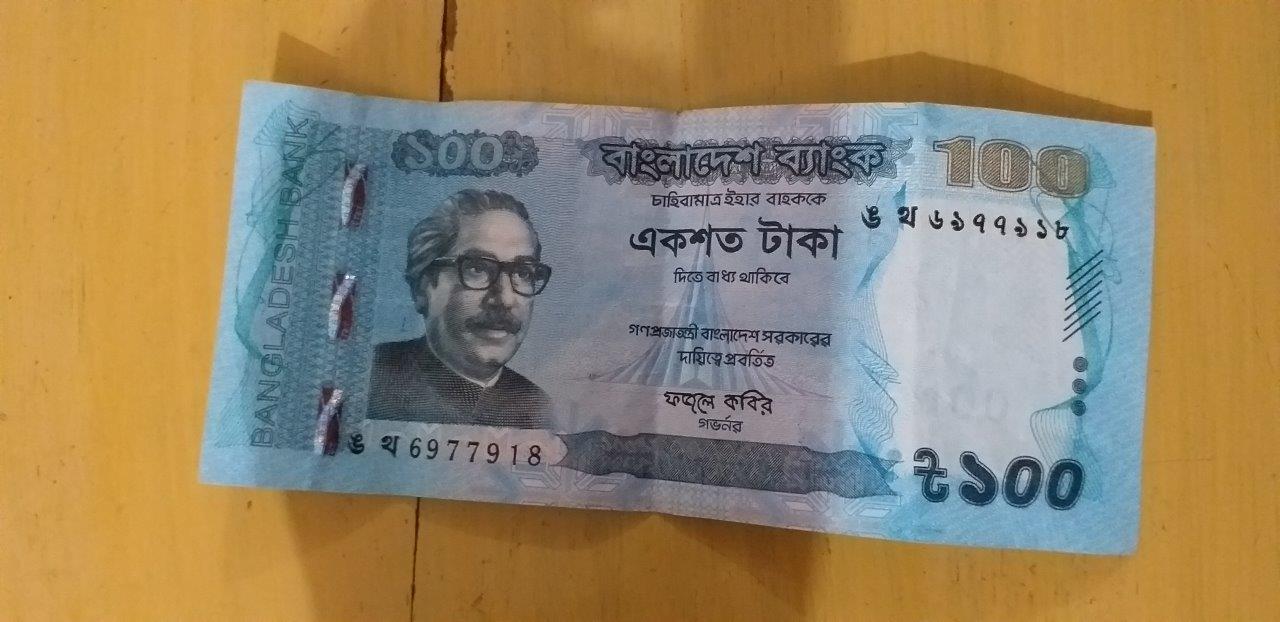 BANGLADESH BANK
১০০
বাংলাদেশ ব্যাংক
100
চাহিবামাত্র ইহার বাহককে
ঙ থ ৬৯৭৭৯১৮
একশত টাকা
দিতে বাধ্য থাকিবে
গণপ্রজাতন্ত্রী বাংলাদেশ সরকারের
দায়িত্বে প্রবর্তিত
ফজলে কবির
গভর্নর
ঙ থ 6977918
৳১০০